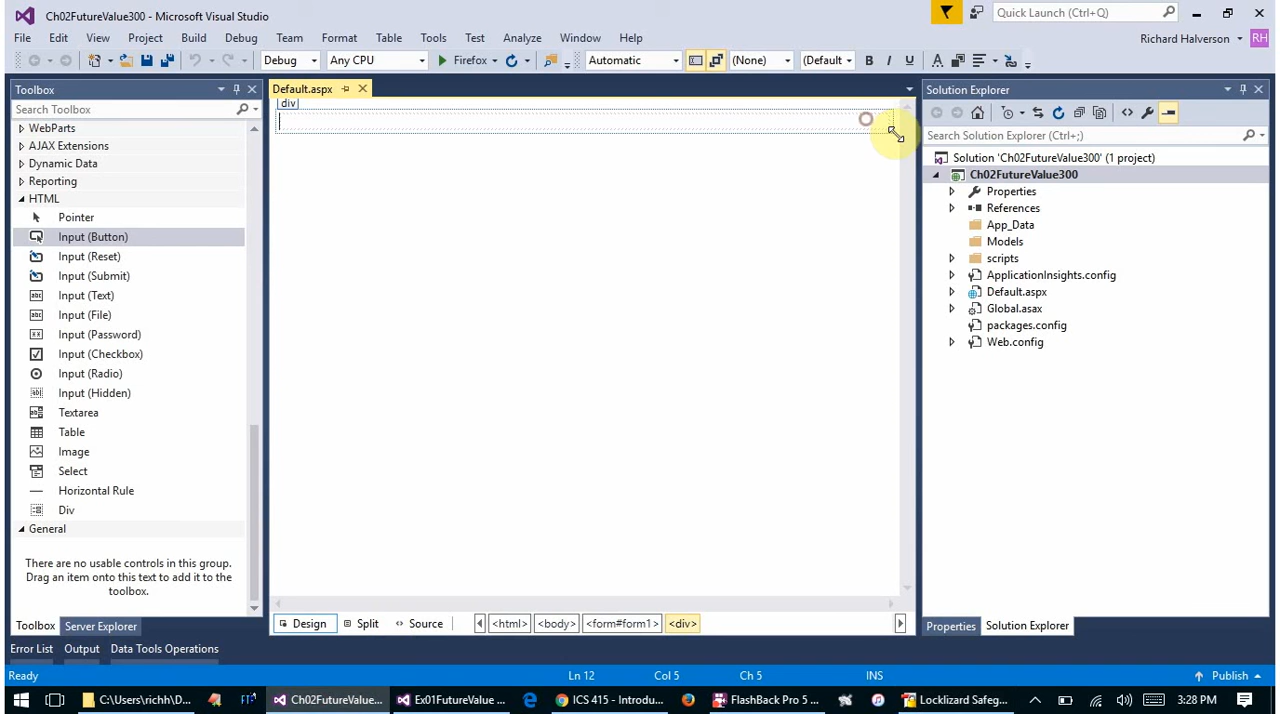 Ch02FutureValue300 - Microsoft Visual Studio
Quick Launch (Ctrl+Q)
File Edit View Project Build Debug Team Format Table Tools Test Analyze Window Help
Richard Halverson RH
Debug Any CPU Firefox Automatic (None) (Default B I U A
Toolbox
Search Toolbox
WebParts
AJAX Extensions
Dynamic Data
Reporting
HTML
Pointer
Input (Button)
Input (Reset)
Input (Submit)
Input (Text)
Input (File)
Input (Password)
Input (Checkbox)
Input (Radio)
Input (Hidden)
Textarea
Table
Image
Select
Horizontal Rule
Div
General
There are no usable controls in this group.
Drag an item onto this text to add it to the
toolbox.
Toolbox Server Explorer
Default.aspx
div
Design Split Source <html> <body> <form#form1> <div>
Solution Explorer
Search Solution Explorer (Ctrl+;)
Solution 'Ch02FutureValue300' (1 project)
Ch02FutureValue300
Properties
References
App_Data
Models
scripts
ApplicationInsights.config
Default.aspx
Global.asax
packages.config
Web.config
Properties Solution Explorer
Error List Output Data Tools Operations
Ready Ln 12 Col 5 Ch 5 INS Publish
C:\Users\richh\D... Ch02FutureValue... Ex01FutureValue ... ICS 415 - Introdu... FlashBack Pro 5 ... Locklizard Safeg... 3:28 PM